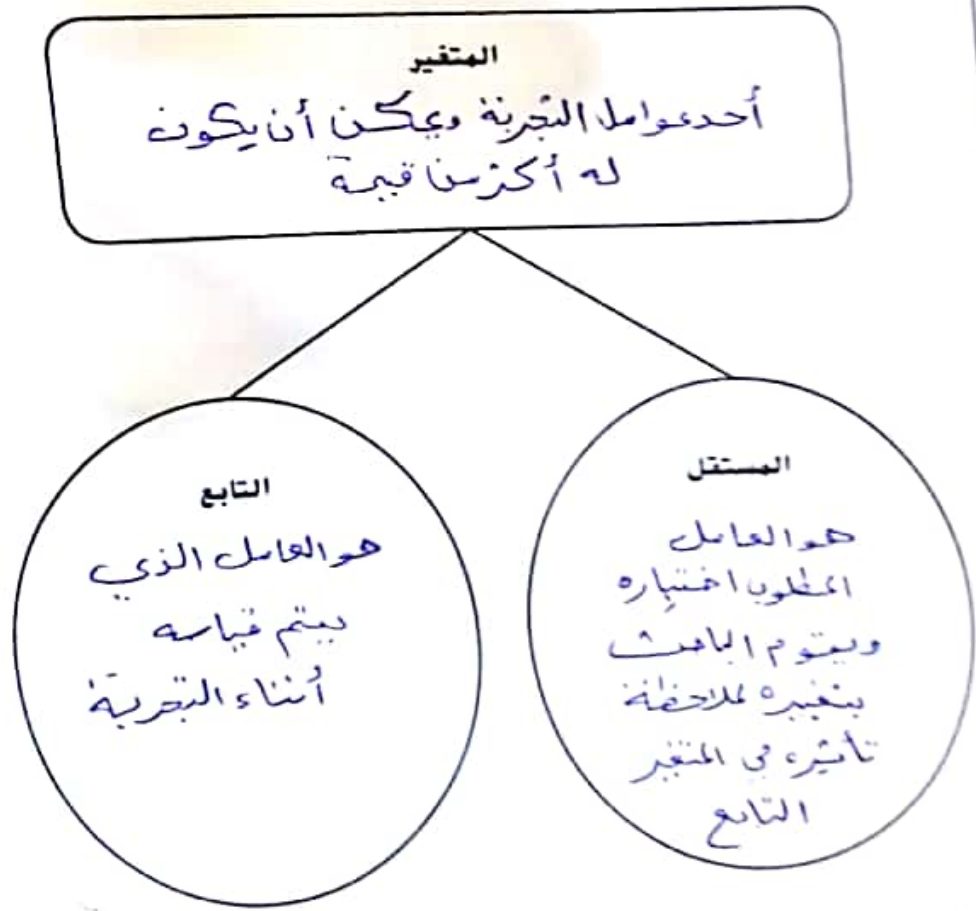 المتغير
أحد عوامل التجربة ويمكن أن يكون
له أكثر من قيمة
المستقل
هو العامل
المطلوب اختباره
ويقوم الباحث
بتغييره لملاحظة
تأثيره في المتغير
التابع
التابع
هو العامل الذي
يتم قياسه
أثناء التجربة